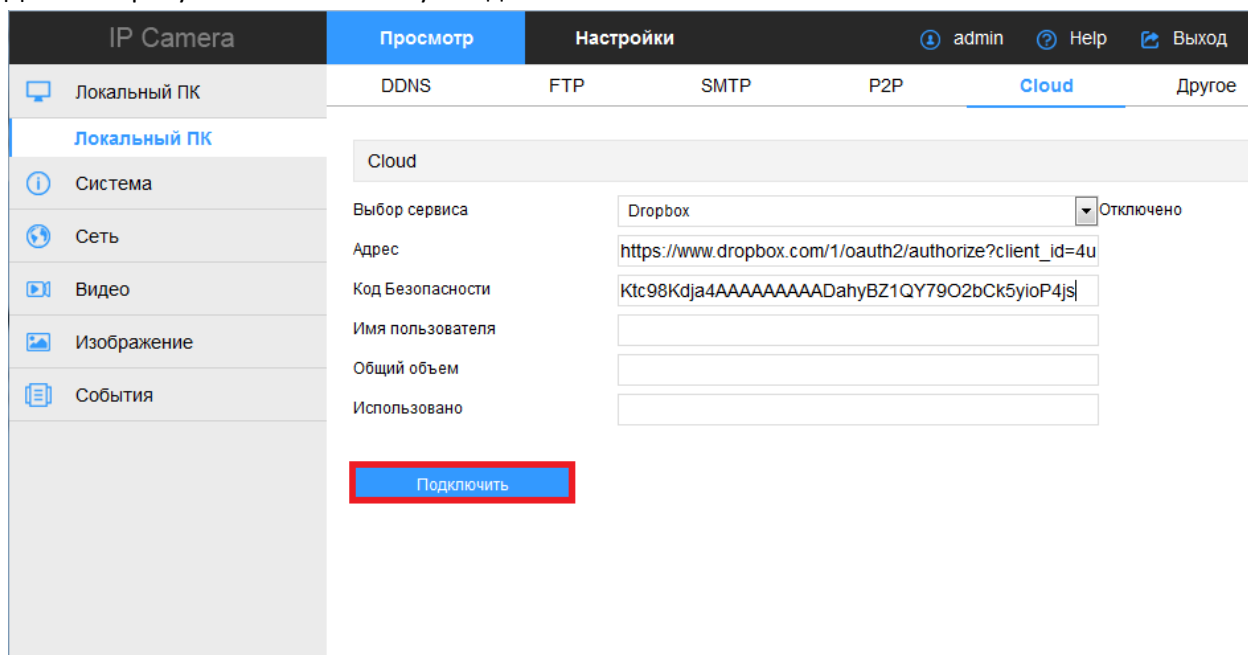 IP Camera Просмотр Настройки admin Help Выход
Локальный ПК DDNS FTP SMTP P2P Cloud Другое
Локальный ПК
Cloud
Система
Выбор сервиса Dropbox Отключено
Сеть
Адрес https://www.dropbox.com/1/oauth2/authorize?client_id=4u
Видео
Код Безопасности Ktc98Kdja4AAAAAAAAADahyBZ1QY79O2bCk5yioP4js
Имя пользователя
Изображение
Общий объем
События
Использовано
Подключить